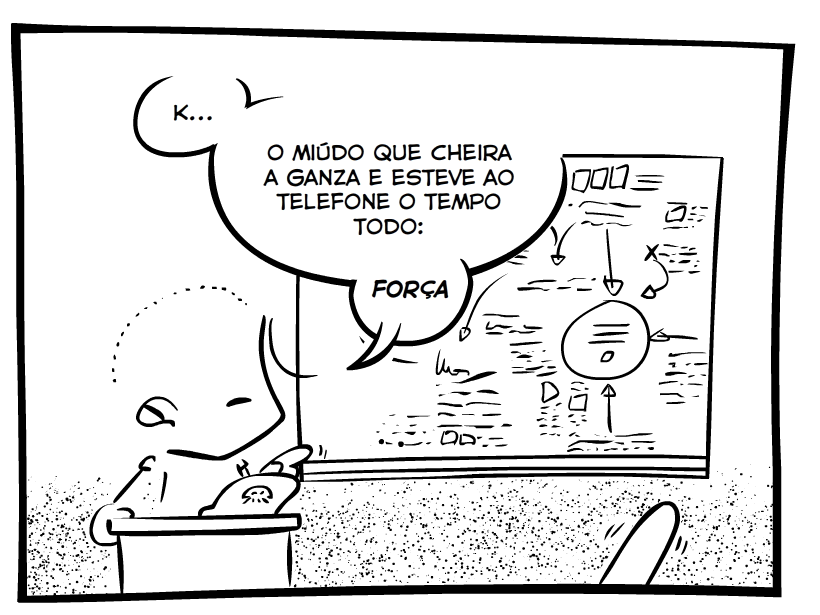 K...
O MIÚDO QUE CHEIRA
A GANZA E ESTEVE AO
TELEFONE O TEMPO
TODO:
FORÇA